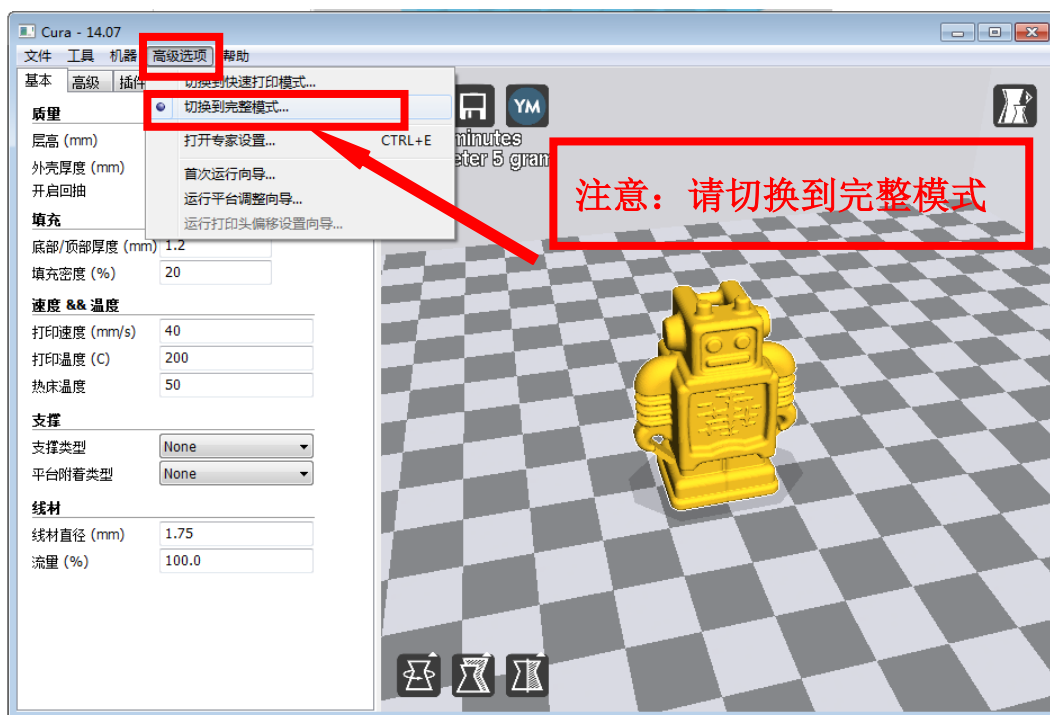 Cura - 14.07
文件 工具 机器 高级选项 帮助
基本 高级 插件
切换到快速打印模式...
切换到完整模式...
打开专家设置... CTRL+E
首次运行向导...
运行平台调整向导...
运行打印头偏移设置向导...
质量
层高 (mm)
外壳厚度 (mm)
开启回抽
填充
底部/顶部厚度 (mm) 1.2
填充密度 (%) 20
速度 && 温度
打印速度 (mm/s) 40
打印温度 (C) 200
热床温度 50
支撑
支撑类型 None
平台附着类型 None
线材
线材直径 (mm) 1.75
流量 (%) 100.0
YM
minutes
5 gram
注意：请切换到完整模式